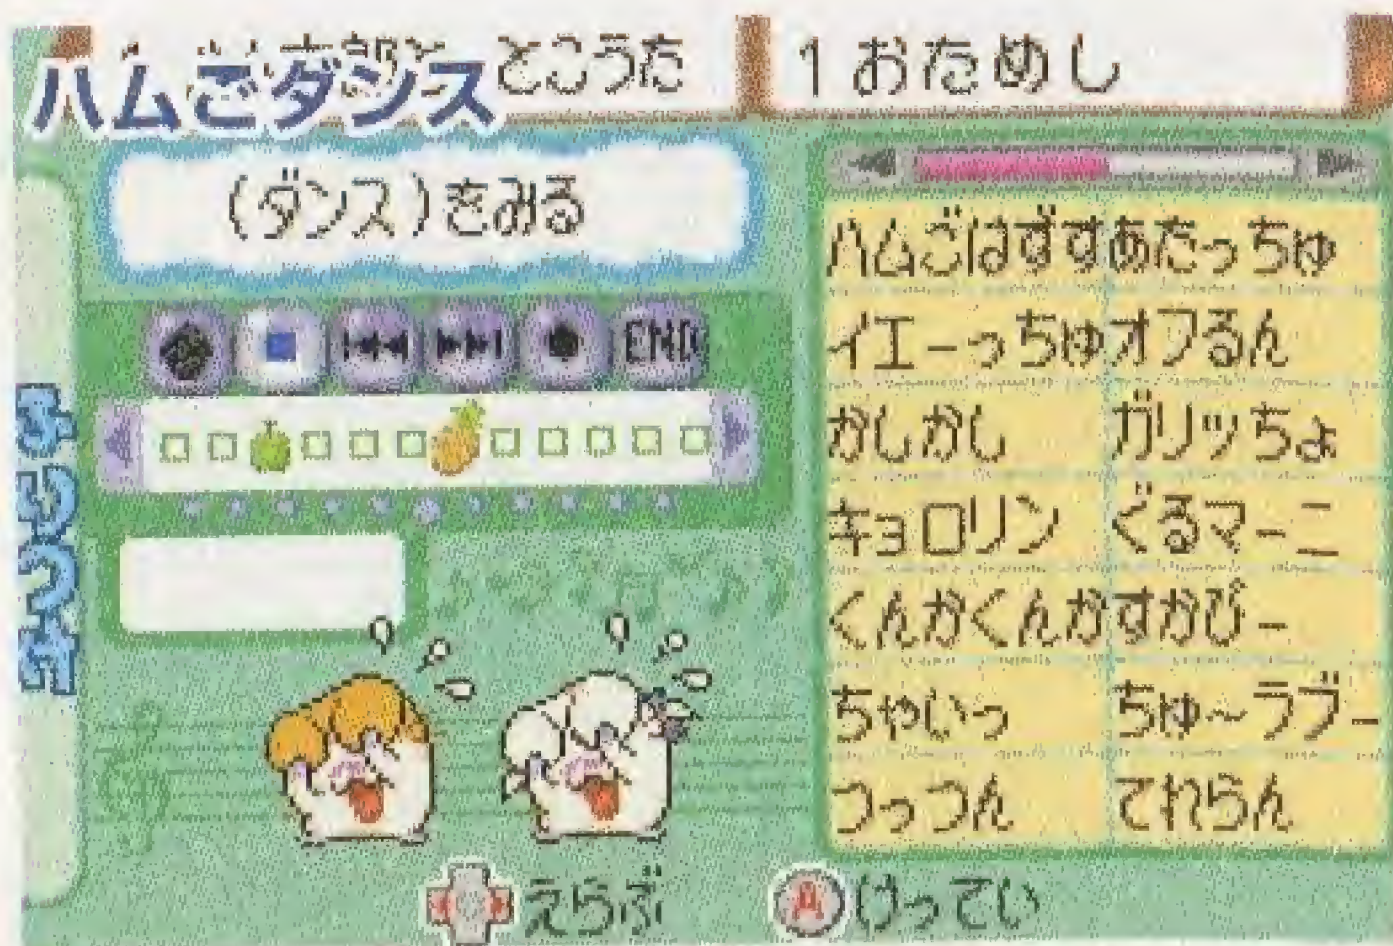 ハムごダンス
とこうた
1 おためし
(ダンス)をみる
END
ハムごはずす あたっちゅ
イエーっちゅ オフるん
かしかし ガリッちょ
キョロリン ぐるマーニ
くんかくんか すかぴー
ちゃいっ ちゅ~ラブー
つっつん てれらん
えらぶ
A けってい